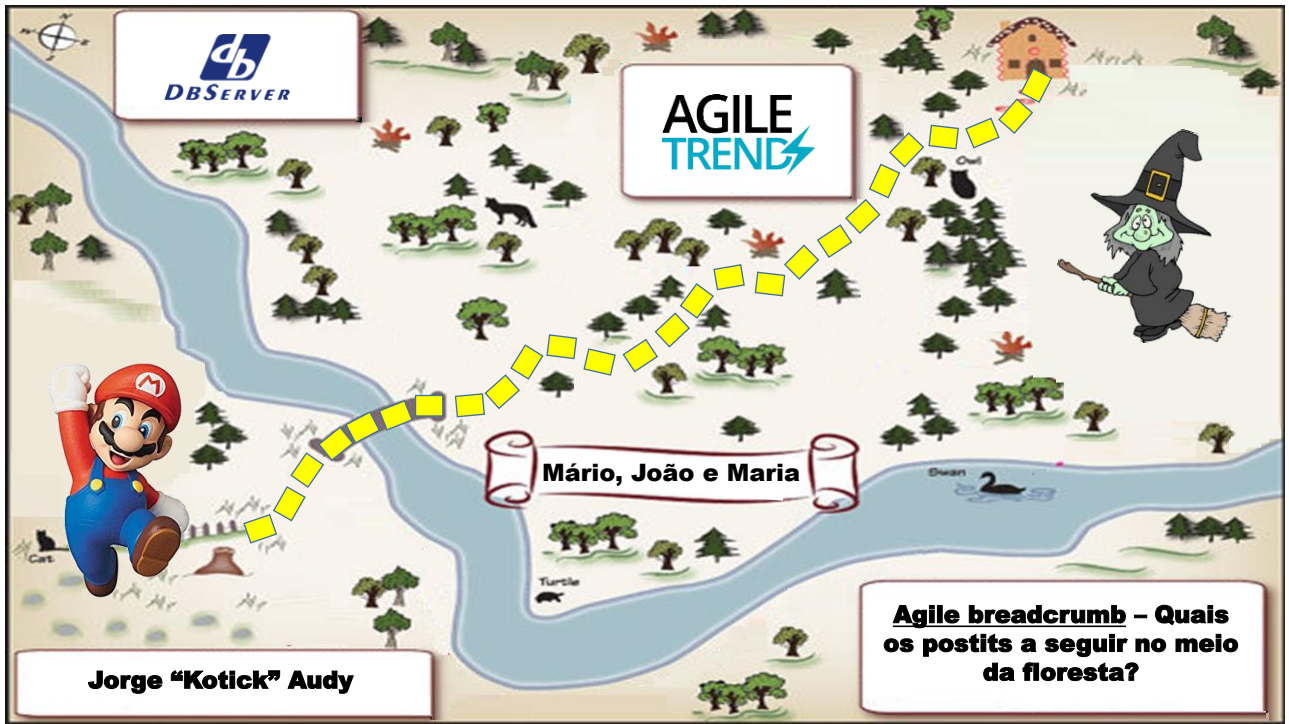 db
DBSERVER
AGILE
TRENDS
Owl
M
Mário, João e Maria
Swan
Cat
Turtle
Agile breadcrumb – Quais
os postits a seguir no meio
da floresta?
Jorge “Kotick” Audy